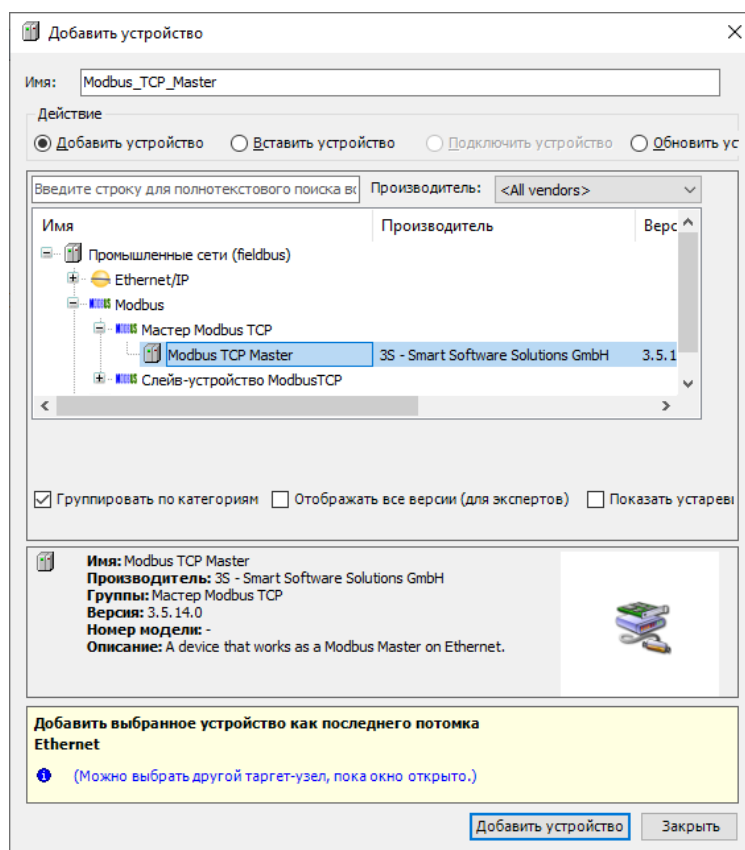 Добавить устройство
Имя: Modbus_TCP_Master
Действие
Добавить устройство Вставить устройство Подключить устройство Обновить ус
Введите строку для полнотекстового поиска во Производитель: <All vendors>
Имя Производитель Верс
Промышленные сети (fieldbus)
Ethernet/IP
Modbus
Мастер Modbus TCP
Modbus TCP Master 3S - Smart Software Solutions GmbH 3.5.1
Слейв-устройство ModbusTCP
Группировать по категориям Отображать все версии (для экспертов) Показать устаревш
Имя: Modbus TCP Master
Производитель: 3S - Smart Software Solutions GmbH
Группы: Мастер Modbus TCP
Версия: 3.5.14.0
Номер модели: -
Описание: A device that works as a Modbus Master on Ethernet.
Добавить выбранное устройство как последнего потомка
Ethernet
(Можно выбрать другой таргет-узел, пока окно открыто.)
Добавить устройство Закрыть